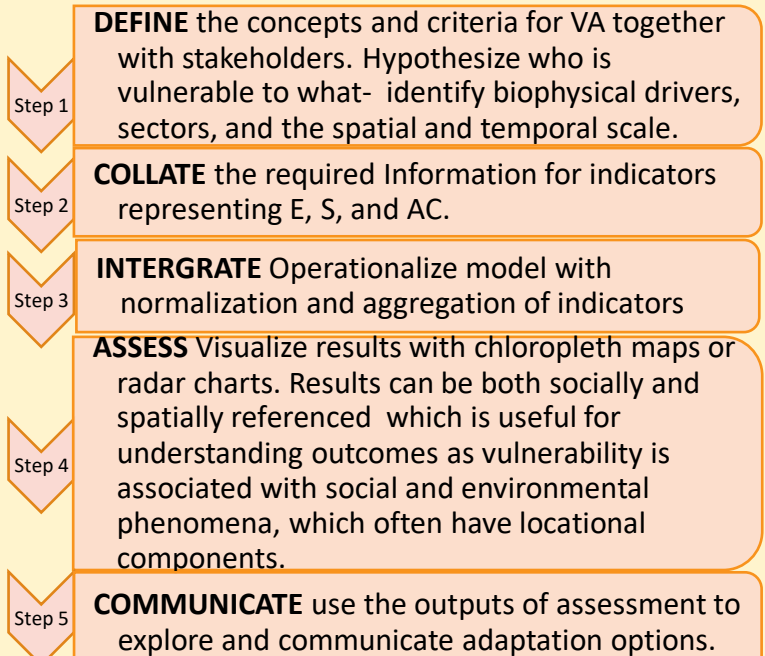 DEFINE the concepts and criteria for VA together
with stakeholders. Hypothesize who is
vulnerable to what- identify biophysical drivers,
sectors, and the spatial and temporal scale.
Step 1
COLLATE the required Information for indicators
representing E, S, and AC.
Step 2
INTERGRATE Operationalize model with
normalization and aggregation of indicators
Step 3
ASSESS Visualize results with chloropleth maps or
radar charts. Results can be both socially and
spatially referenced which is useful for
understanding outcomes as vulnerability is
associated with social and environmental
phenomena, which often have locational
components.
Step 4
COMMUNICATE use the outputs of assessment to
explore and communicate adaptation options.
Step 5